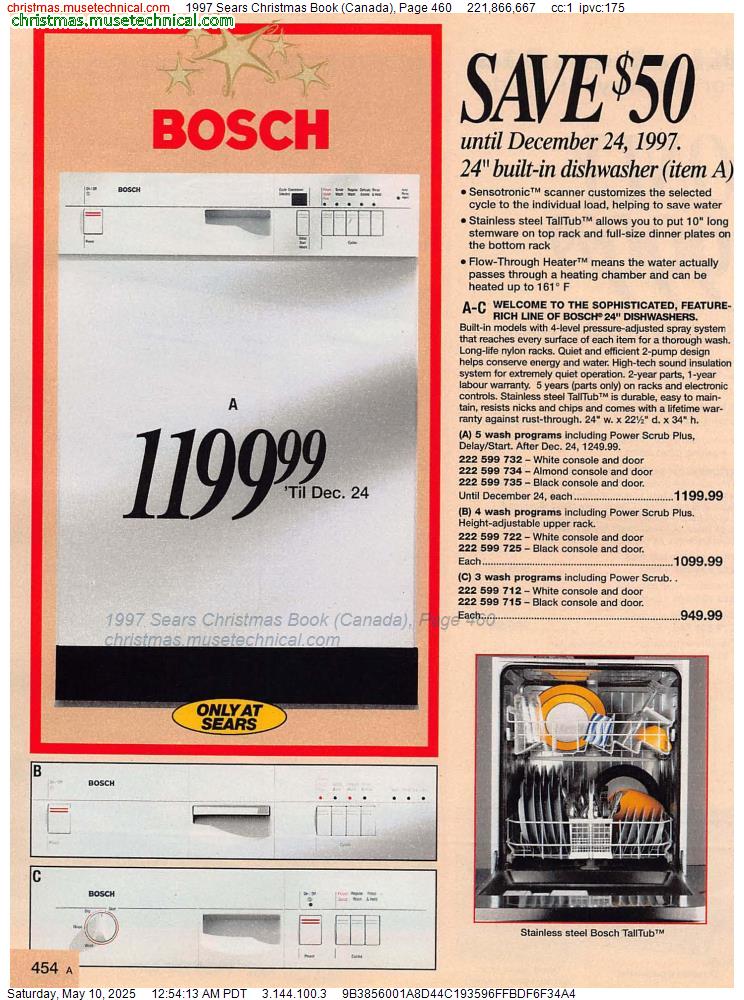 christmas.musetechnical.com 1997 Sears Christmas Book (Canada), Page 460 221,866,667 cc:1 ipvc:175
christmas.musetechnical.com
BOSCH
BOSCH
A
1199 99
'Til Dec. 24
ONLY AT
SEARS
SAVE $50
until December 24, 1997.
24" built-in dishwasher (item A)
• Sensotronic™ scanner customizes the selected
cycle to the individual load, helping to save water
• Stainless steel TallTub™ allows you to put 10" long
stemware on top rack and full-size dinner plates on
the bottom rack
• Flow-Through Heater™ means the water actually
passes through a heating chamber and can be
heated up to 161° F
A-C WELCOME TO THE SOPHISTICATED, FEATURE-
RICH LINE OF BOSCH® 24" DISHWASHERS.
Built-in models with 4-level pressure-adjusted spray system
that reaches every surface of each item for a thorough wash.
Long-life nylon racks. Quiet and efficient 2-pump design
helps conserve energy and water. High-tech sound insulation
system for extremely quiet operation. 2-year parts, 1-year
labour warranty. 5 years (parts only) on racks and electronic
controls. Stainless steel TallTub™ is durable, easy to main-
tain, resists nicks and chips and comes with a lifetime war-
ranty against rust-through. 24" w. x 22½" d. x 34" h.
(A) 5 wash programs including Power Scrub Plus,
Delay/Start. After Dec. 24, 1249.99.
222 599 732 – White console and door
222 599 734 – Almond console and door
222 599 735 – Black console and door.
Until December 24, each..............................1199.99
(B) 4 wash programs including Power Scrub Plus.
Height-adjustable upper rack.
222 599 722 – White console and door
222 599 725 – Black console and door.
Each..........................................................1099.99
(C) 3 wash programs including Power Scrub. .
222 599 712 – White console and door
222 599 715 – Black console and door.
Each............................................................949.99
1997 Sears Christmas Book (Canada), Page 460
christmas.musetechnical.com
B
BOSCH
C
BOSCH
Stainless steel Bosch TallTub™
454 A
Saturday, May 10, 2025 12:54:13 AM PDT 3.144.100.3 9B3856001A8D44C193596FFBDF6F34A4